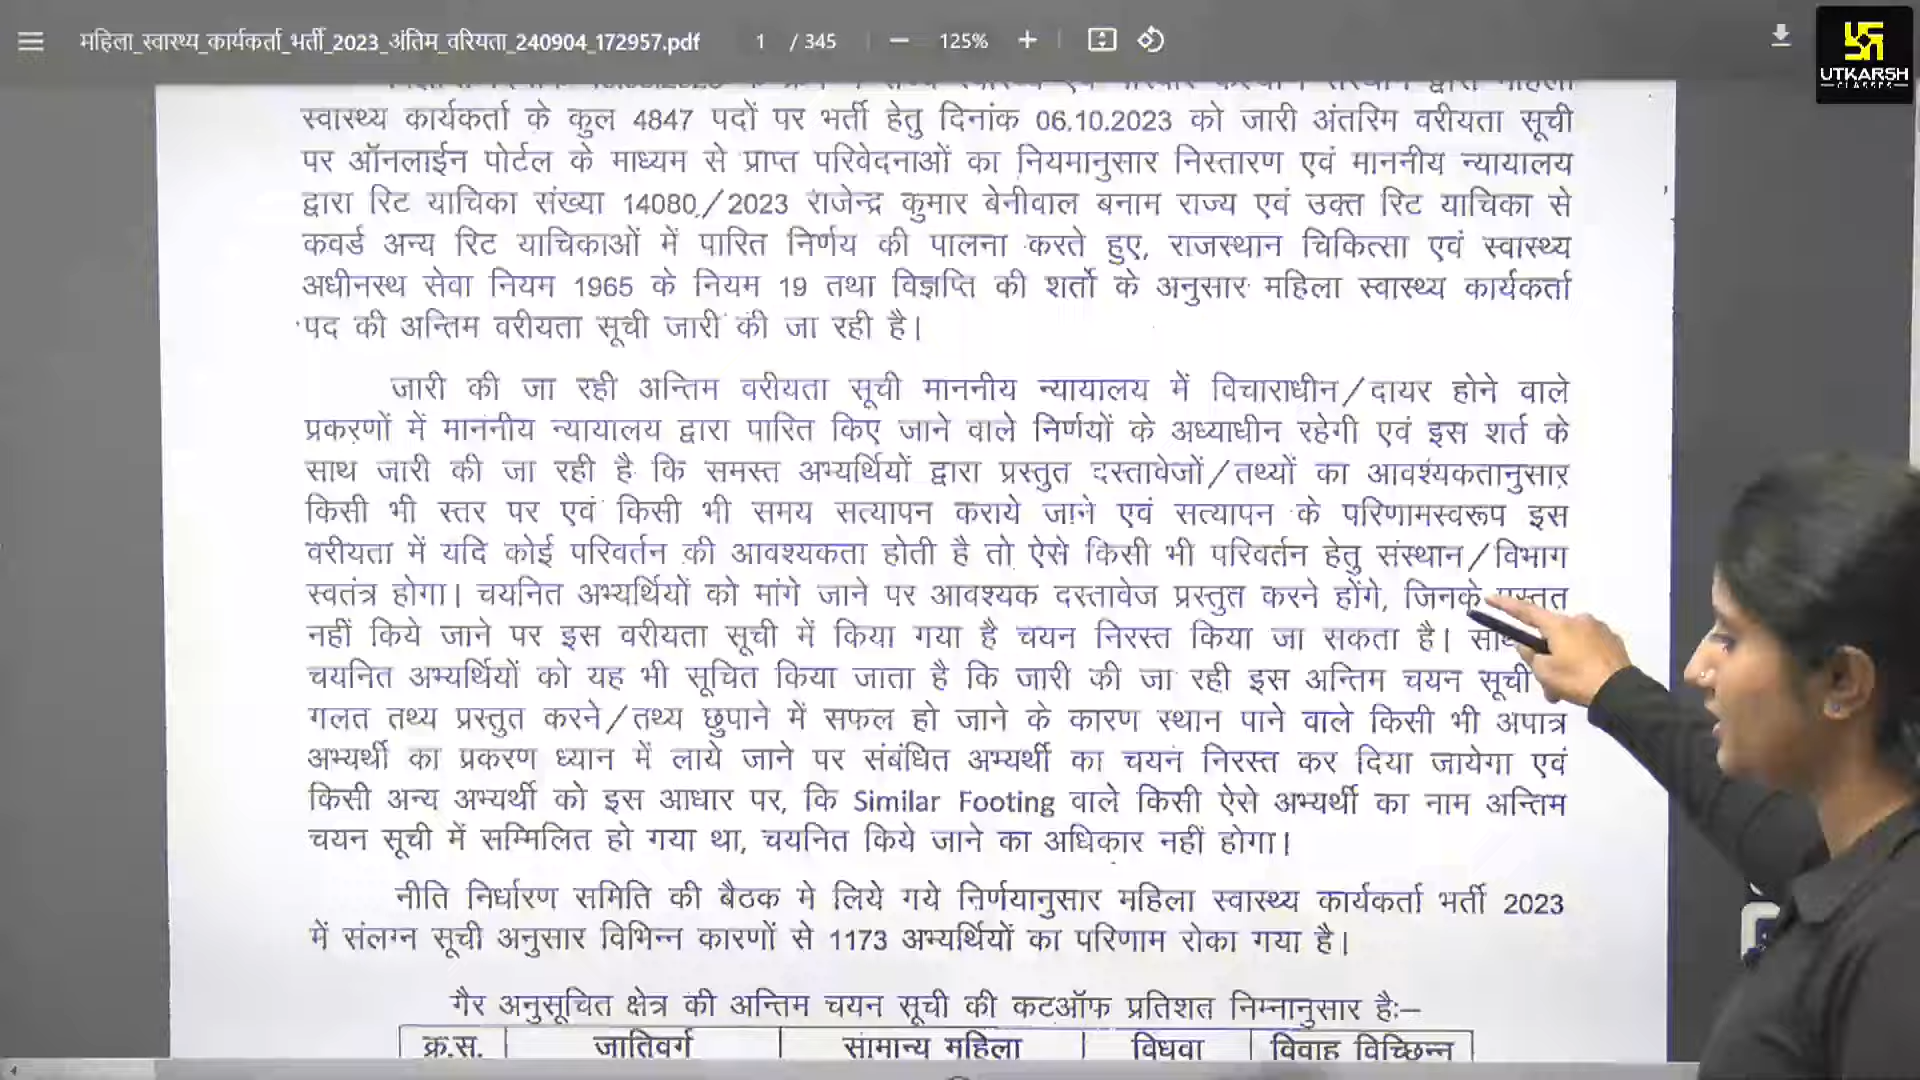 महिला_स्वास्थ्य_कार्यकर्ता_भर्ती_2023_अंतिम_वरियता_240904_172957.pdf
1 / 345
125%
UTKARSH
CLASSES
स्वास्थ्य कार्यकर्ता के कुल 4847 पदों पर भर्ती हेतु दिनांक 06.10.2023 को जारी अंतरिम वरीयता सूची
पर ऑनलाईन पोर्टल के माध्यम से प्राप्त परिवेदनाओं का नियमानुसार निस्तारण एवं माननीय न्यायालय
द्वारा रिट याचिका संख्या 14080/2023 राजेन्द्र कुमार बेनीवाल बनाम राज्य एवं उक्त रिट याचिका से
कवर्ड अन्य रिट याचिकाओं में पारित निर्णय की पालना करते हुए, राजस्थान चिकित्सा एवं स्वास्थ्य
अधीनस्थ सेवा नियम 1965 के नियम 19 तथा विज्ञप्ति की शर्तो के अनुसार महिला स्वास्थ्य कार्यकर्ता
पद की अन्तिम वरीयता सूची जारी की जा रही है।
जारी की जा रही अन्तिम वरीयता सूची माननीय न्यायालय में विचाराधीन/दायर होने वाले
प्रकरणों में माननीय न्यायालय द्वारा पारित किए जाने वाले निर्णयों के अध्याधीन रहेगी एवं इस शर्त के
साथ जारी की जा रही है कि समस्त अभ्यर्थियों द्वारा प्रस्तुत दस्तावेजों/तथ्यों का आवश्यकतानुसार
किसी भी स्तर पर एवं किसी भी समय सत्यापन कराये जाने एवं सत्यापन के परिणामस्वरूप इस
वरीयता में यदि कोई परिवर्तन की आवश्यकता होती है तो ऐसे किसी भी परिवर्तन हेतु संस्थान/विभाग
स्वतंत्र होगा। चयनित अभ्यर्थियों को मांगे जाने पर आवश्यक दस्तावेज प्रस्तुत करने होंगे, जिनके प्रस्तुत
नहीं किये जाने पर इस वरीयता सूची में किया गया है चयन निरस्त किया जा सकता है।
चयनित अभ्यर्थियों को यह भी सूचित किया जाता है कि जारी की जा रही इस अन्तिम चयन सूची
गलत तथ्य प्रस्तुत करने/तथ्य छुपाने में सफल हो जाने के कारण स्थान पाने वाले किसी भी अपात्र
अभ्यर्थी का प्रकरण ध्यान में लाये जाने पर संबंधित अभ्यर्थी का चयन निरस्त कर दिया जायेगा एवं
किसी अन्य अभ्यर्थी को इस आधार पर, कि Similar Footing वाले किसी ऐसे अभ्यर्थी का नाम अन्तिम
चयन सूची में सम्मिलित हो गया था, चयनित किये जाने का अधिकार नहीं होगा।
नीति निर्धारण समिति की बैठक मे लिये गये निर्णयानुसार महिला स्वास्थ्य कार्यकर्ता भर्ती 2023
में संलग्न सूची अनुसार विभिन्न कारणों से 1173 अभ्यर्थियों का परिणाम रोका गया है।
गैर अनुसूचित क्षेत्र की अन्तिम चयन सूची की कटऑफ प्रतिशत निम्नानुसार हैः–
क्र.स. जातिवर्ग सामान्य महिला विधवा विवाह विच्छिन्न